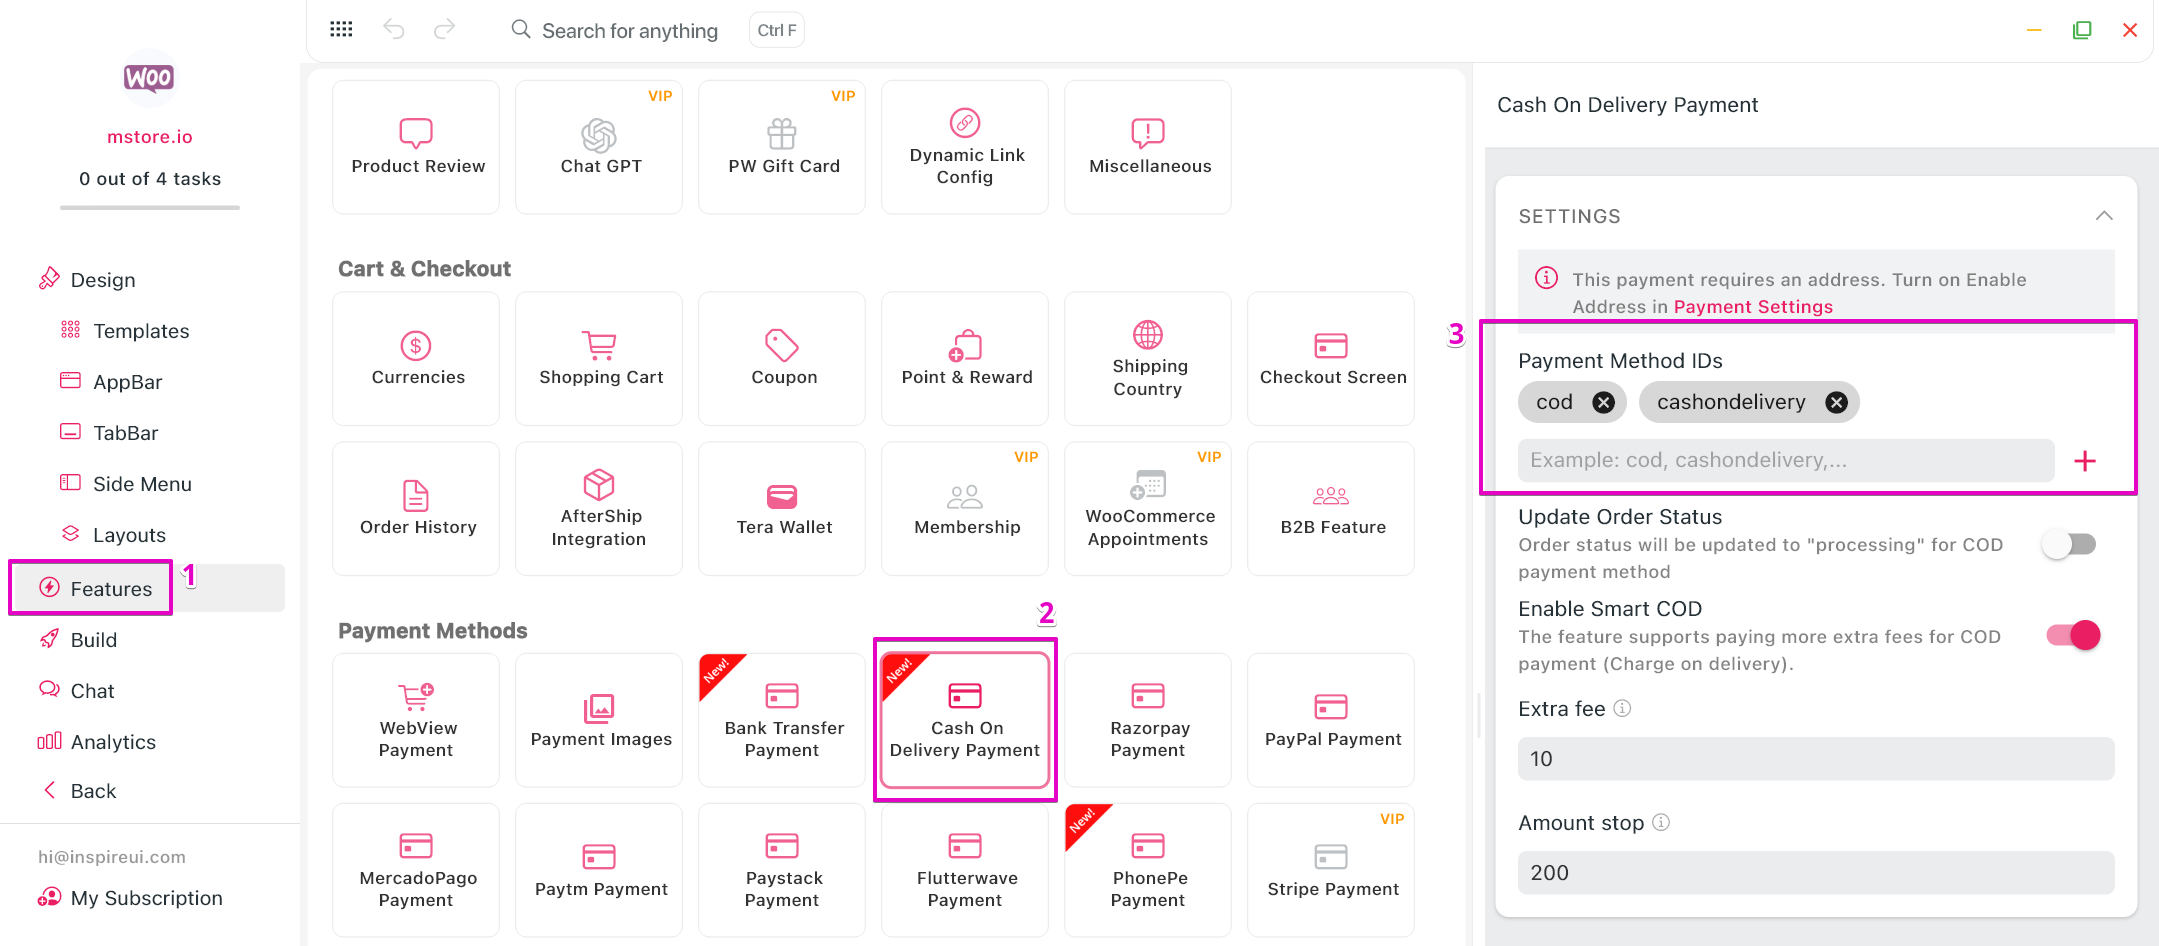 Search for anything
Ctrl F
WOO
mstore.io
0 out of 4 tasks
Design
Templates
AppBar
TabBar
Side Menu
Layouts
Features
1
Build
Chat
Analytics
Back
hi@inspireui.com
My Subscription
Product Review
VIP
Chat GPT
VIP
PW Gift Card
Dynamic Link
Config
Miscellaneous
Cart & Checkout
Currencies
Shopping Cart
Coupon
Point & Reward
Shipping
Country
Checkout Screen
Order History
AfterShip
Integration
Tera Wallet
VIP
Membership
VIP
WooCommerce
Appointments
B2B Feature
Payment Methods
2
WebView
Payment
Payment Images
New!
Bank Transfer
Payment
New!
Cash On
Delivery Payment
Razorpay
Payment
PayPal Payment
MercadoPago
Payment
Paytm Payment
Paystack
Payment
Flutterwave
Payment
New!
PhonePe
Payment
VIP
Stripe Payment
Cash On Delivery Payment
SETTINGS
This payment requires an address. Turn on Enable
Address in Payment Settings
3
Payment Method IDs
cod
cashondelivery
Example: cod, cashondelivery,...
Update Order Status
Order status will be updated to "processing" for COD
payment method
Enable Smart COD
The feature supports paying more extra fees for COD
payment (Charge on delivery).
Extra fee
10
Amount stop
200